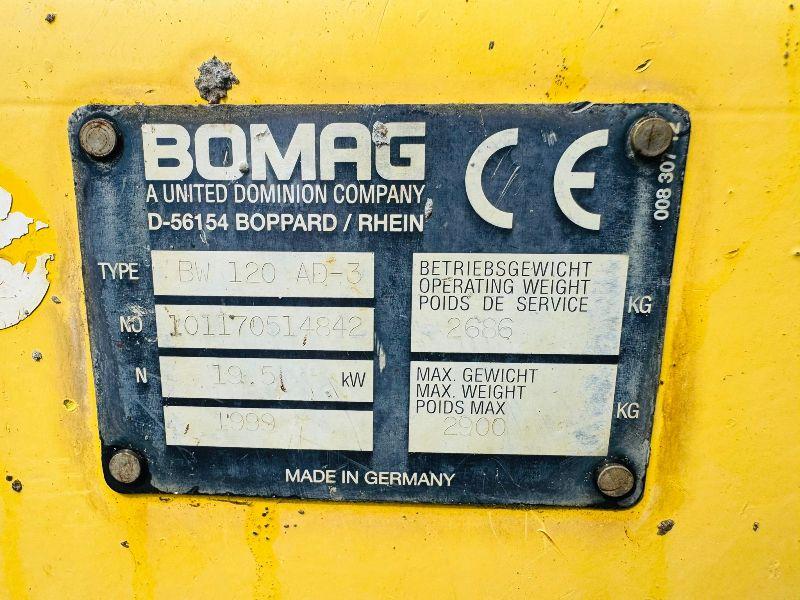 BOMAG
A UNITED DOMINION COMPANY
D-56154 BOPPARD / RHEIN
CE
TYPE BW 120 AD-3
NO 101170514842
N 19.5 kW
1999
BETRIEBSGEWICHT
OPERATING WEIGHT
POIDS DE SERVICE
2686 KG
MAX. GEWICHT
MAX. WEIGHT
POIDS MAX
2900 KG
MADE IN GERMANY